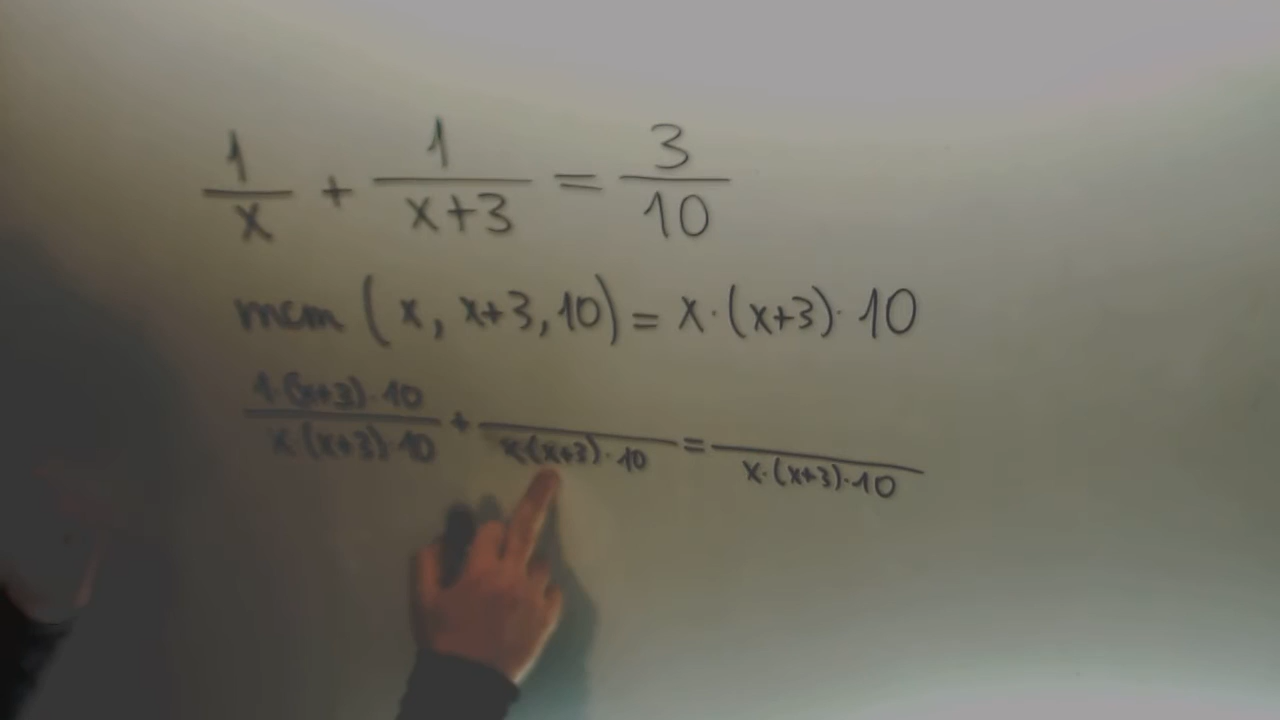 1/x + 1/(x+3) = 3/10
mcm (x, x+3, 10) = x·(x+3)·10
1·(x+3)·10/x·(x+3)·10 + /x·(x+3)·10 = /x·(x+3)·10